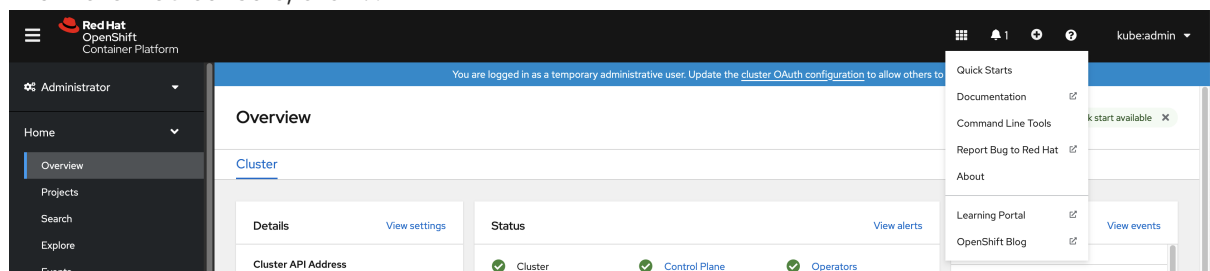 Red Hat
OpenShift
Container Platform
1
kube:admin
Administrator
You are logged in as a temporary administrative user. Update the cluster OAuth configuration to allow others to
Quick Starts
Documentation
Command Line Tools
Report Bug to Red Hat
About
Learning Portal
OpenShift Blog
Home
Overview
Projects
Search
Explore
Overview
start available
Cluster
Details
View settings
Status
View alerts
View events
Cluster API Address
Cluster
Control Plane
Operators